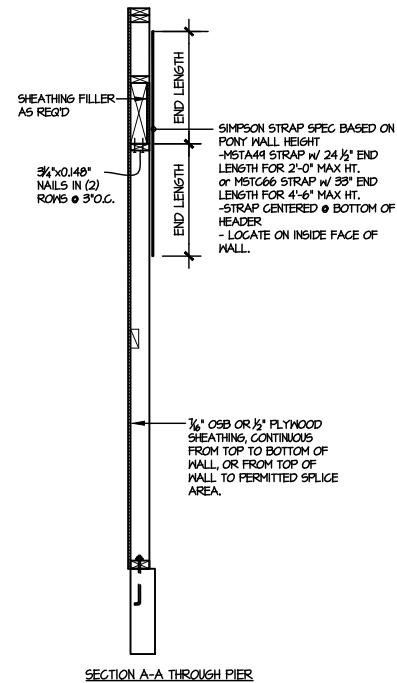 SHEATHING FILLER
AS REQ'D
END LENGTH
END LENGTH
SIMPSON STRAP SPEC BASED ON
PONY WALL HEIGHT
-MSTA49 STRAP W/ 24 1/2" END
LENGTH FOR 2'-0" MAX HT.
or MSTC66 STRAP W/ 33" END
LENGTH FOR 4'-6" MAX HT.
-STRAP CENTERED @ BOTTOM OF
HEADER
- LOCATE ON INSIDE FACE OF
WALL.
3 1/4"x0.148"
NAILS IN (2)
ROWS @ 3"O.C.
7/16" OSB OR 1/2" PLYWOOD
SHEATHING, CONTINUOUS
FROM TOP TO BOTTOM OF
WALL, OR FROM TOP OF
WALL TO PERMITTED SPLICE
AREA.
SECTION A-A THROUGH PIER